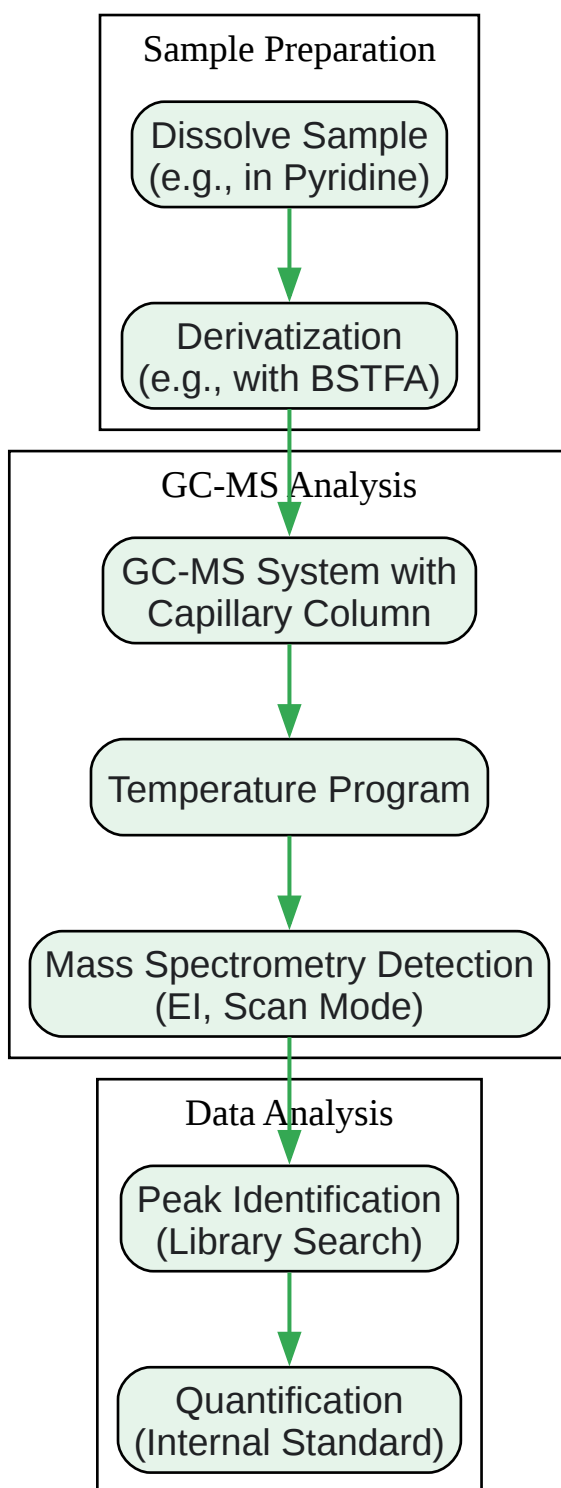 Sample Preparation
Dissolve Sample
(e.g., in Pyridine)
Derivatization
(e.g., with BSTFA)
GC-MS Analysis
GC-MS System with
Capillary Column
Temperature Program
Mass Spectrometry Detection
(EI, Scan Mode)
Data Analysis
Peak Identification
(Library Search)
Quantification
(Internal Standard)